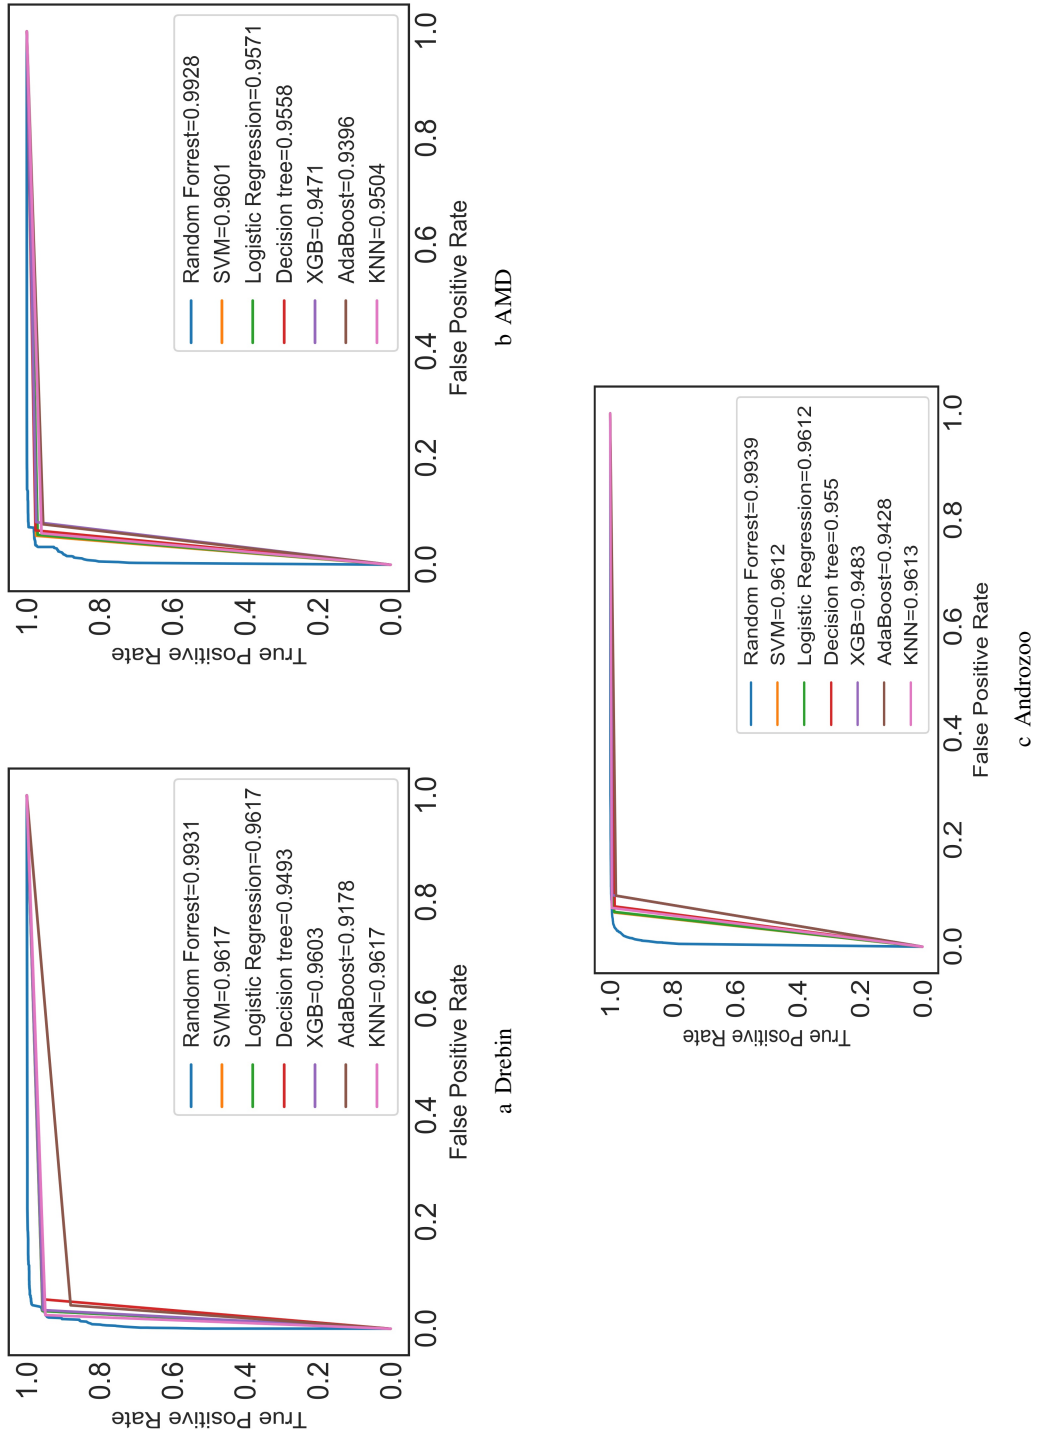 True Positive Rate
1.0
0.8
0.6
0.4
0.2
0.0
Random Forrest=0.9931
SVM=0.9617
Logistic Regression=0.9617
Decision tree=0.9493
XGB=0.9603
AdaBoost=0.9178
KNN=0.9617
0.0 0.2 0.4 0.6 0.8 1.0
False Positive Rate
a Drebin
True Positive Rate
1.0
0.8
0.6
0.4
0.2
0.0
Random Forrest=0.9928
SVM=0.9601
Logistic Regression=0.9571
Decision tree=0.9558
XGB=0.9471
AdaBoost=0.9396
KNN=0.9504
0.0 0.2 0.4 0.6 0.8 1.0
False Positive Rate
b AMD
True Positive Rate
1.0
0.8
0.6
0.4
0.2
0.0
Random Forrest=0.9939
SVM=0.9612
Logistic Regression=0.9612
Decision tree=0.955
XGB=0.9483
AdaBoost=0.9428
KNN=0.9613
0.0 0.2 0.4 0.6 0.8 1.0
False Positive Rate
c Androzoo